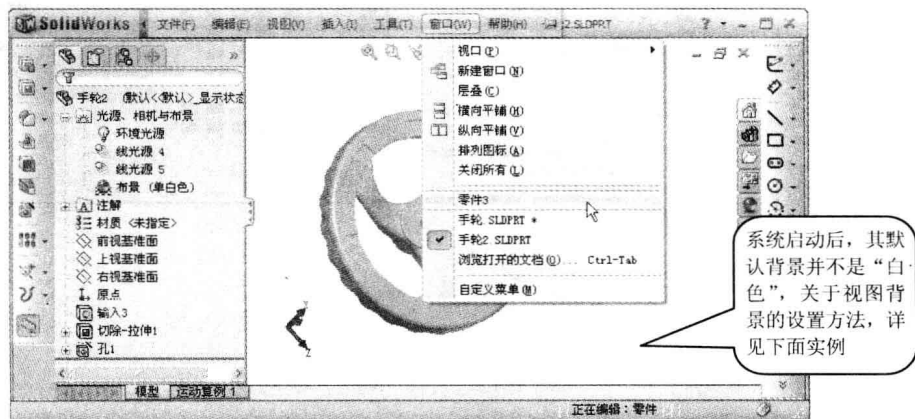 SolidWorks 文件(F) 编辑(E) 视图(V) 插入(I) 工具(T) 窗口(W) 帮助(H) 手轮2.SLDPRT ?
手轮2 (默认<<默认>_显示状态
光源、相机与布景
环境光源
线光源 4
线光源 5
布景 (单白色)
A 注解
材质 <未指定>
前视基准面
上视基准面
右视基准面
原点
输入3
切除-拉伸1
孔1
模型 运动算例 1
视口(P)
新建窗口(N)
层叠(C)
横向平铺(H)
纵向平铺(V)
排列图标(A)
关闭所有(L)
零件3
手轮 SLDPRT *
手轮2 SLDPRT
浏览打开的文档(O)... Ctrl-Tab
自定义菜单(M)
Y
Z
正在编辑：零件
系统启动后，其默
认背景并不是“白
色”，关于视图背
景的设置方法，详
见下面实例